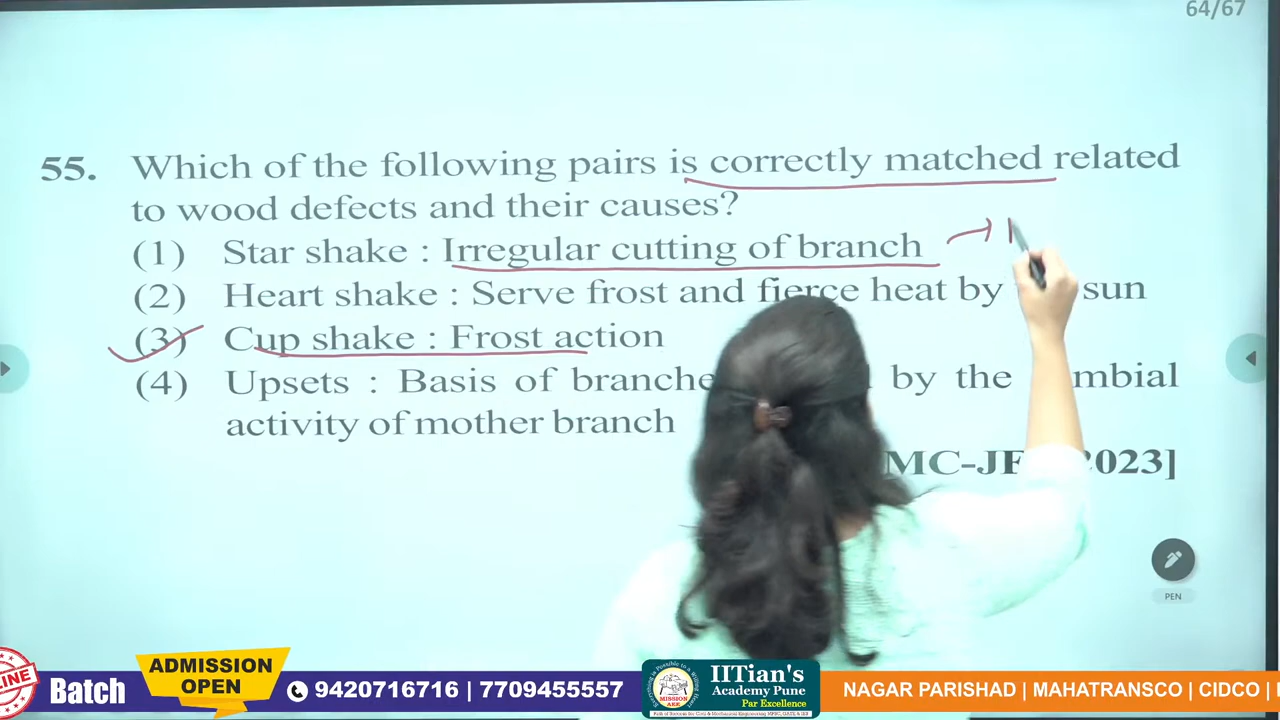 64/67
55. Which of the following pairs is correctly matched related
to wood defects and their causes?
(1) Star shake : Irregular cutting of branch
(2) Heart shake : Serve frost and fierce heat by sun
(3) Cup shake : Frost action
(4) Upsets : Basis of branche by the mbial
activity of mother branch
MC-JE 2023]
PEN
LINE
Batch
ADMISSION
OPEN
9420716716 | 7709455557
MISSION
AEE
IITian's
Academy Pune
Par Excellence
NAGAR PARISHAD | MAHATRANSCO | CIDCO |